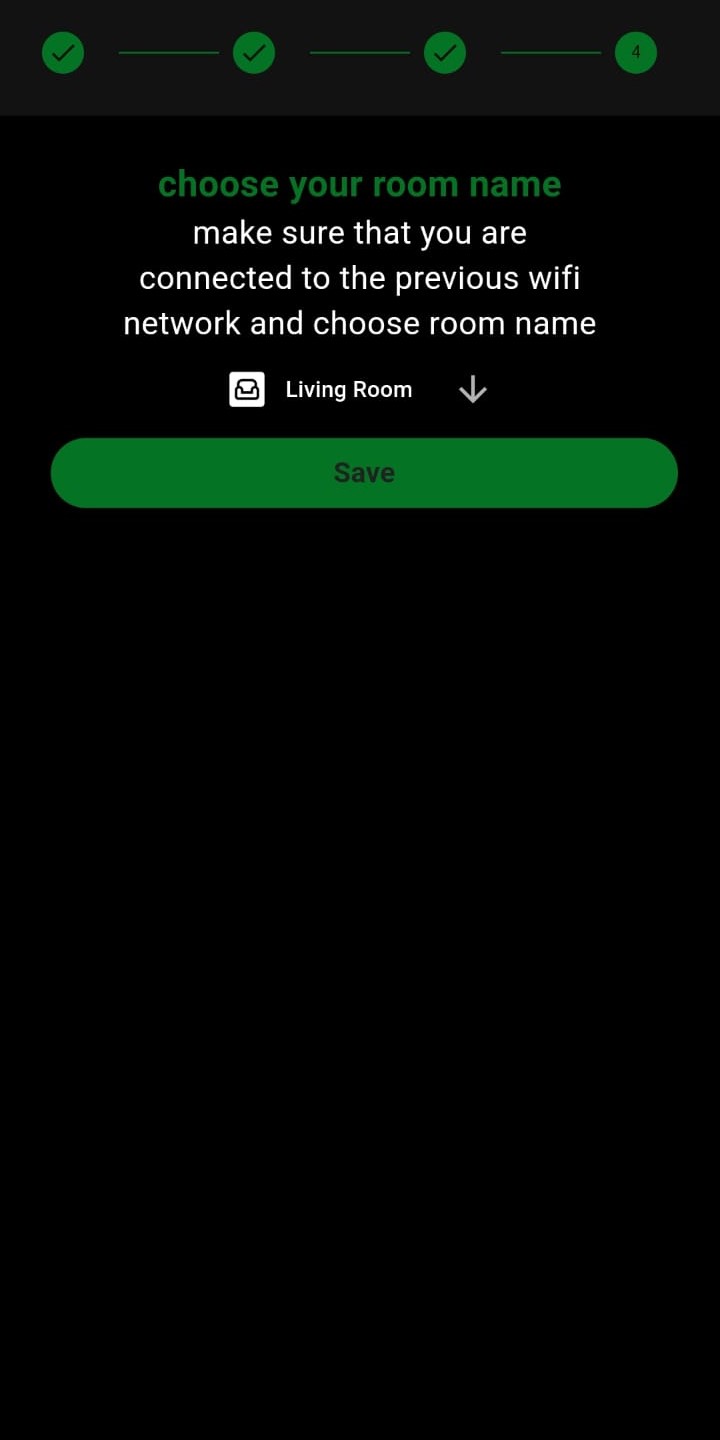 4
choose your room name
make sure that you are
connected to the previous wifi
network and choose room name
Living Room
Save